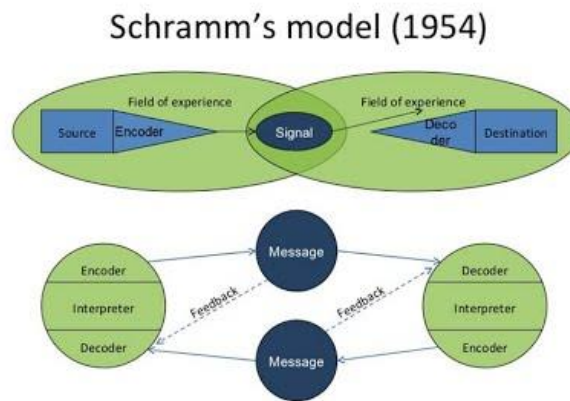 Schramm's model (1954)
Field of experience
Field of experience
Source
Encoder
Signal
Deco
der
Destination
Encoder
Interpreter
Decoder
Message
Feedback
Feedback
Message
Decoder
Interpreter
Encoder